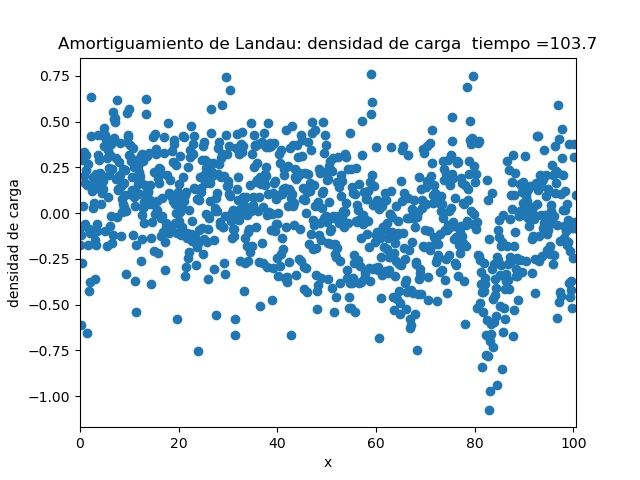 Amortiguamiento de Landau: densidad de carga  tiempo =103.7
densidad de carga
0.75
0.50
0.25
0.00
−0.25
−0.50
−0.75
−1.00
0 20 40 60 80 100
x